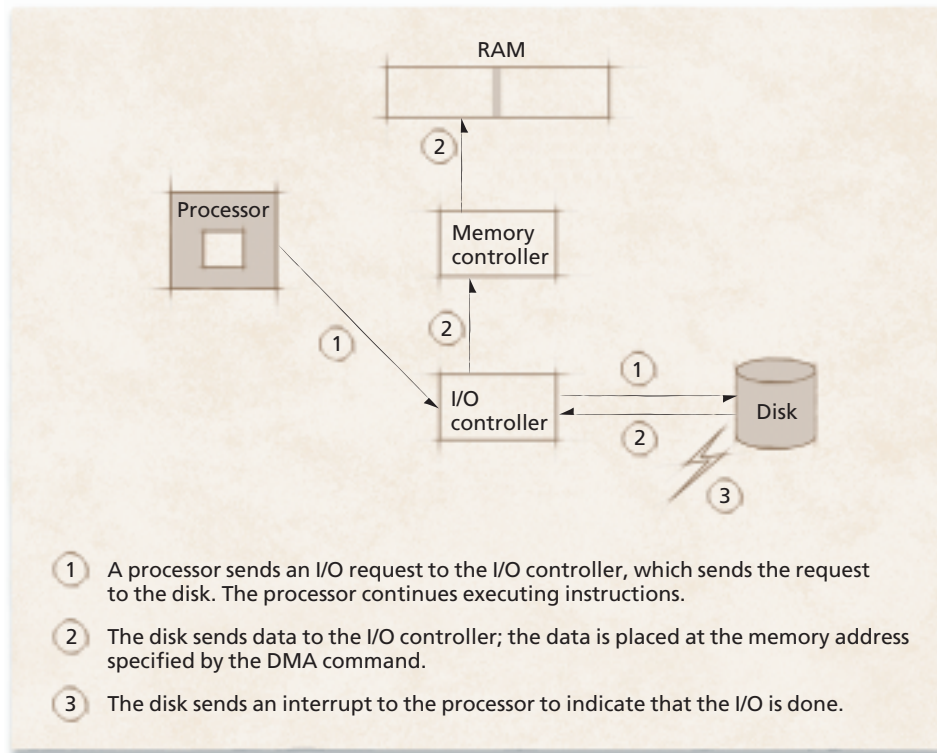 RAM
2
Processor
Memory
controller
2
1
1
I/O
controller
Disk
2
3
1 A processor sends an I/O request to the I/O controller, which sends the request
to the disk. The processor continues executing instructions.
2 The disk sends data to the I/O controller; the data is placed at the memory address
specified by the DMA command.
3 The disk sends an interrupt to the processor to indicate that the I/O is done.